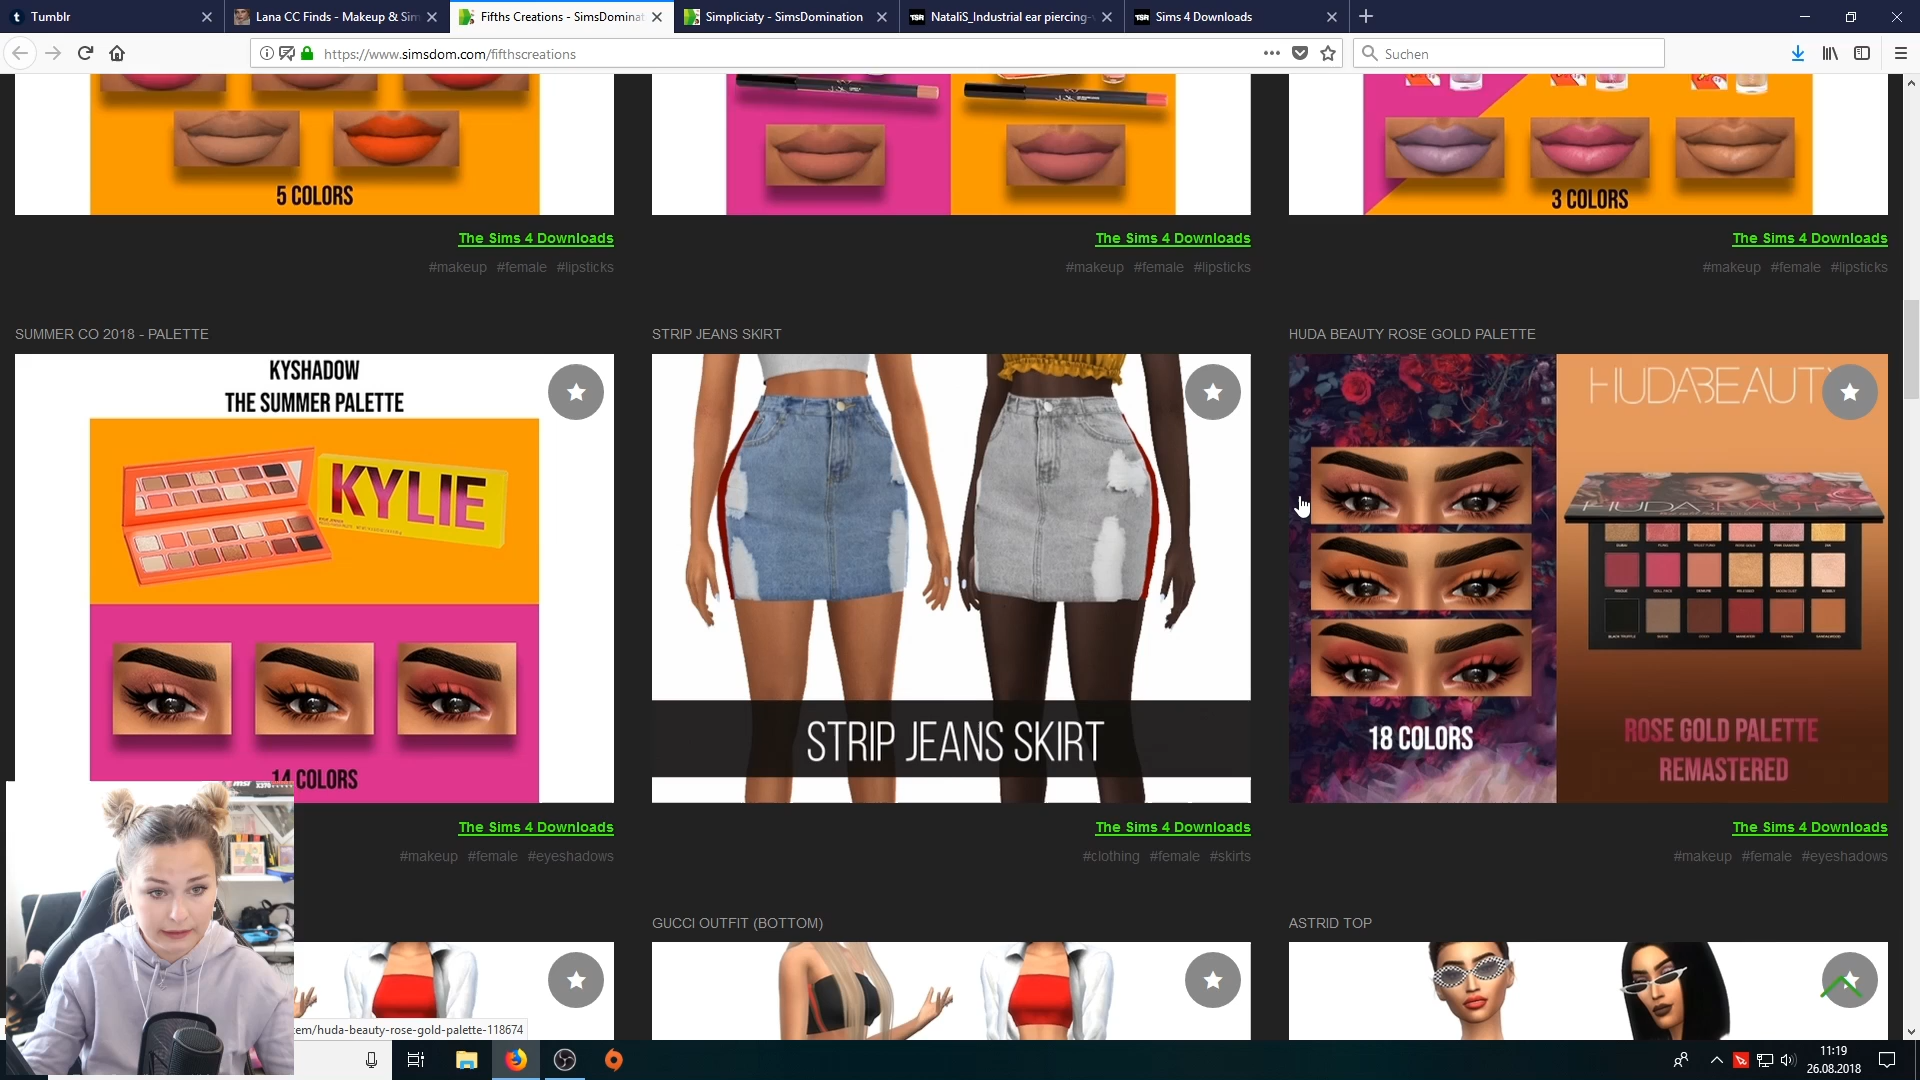 Tumblr
Lana CC Finds - Makeup & Sim
Fifths Creations - SimsDominat
Simpliciaty - SimsDomination
NataliS_Industrial ear piercing-
Sims 4 Downloads
https://www.simsdom.com/fifthscreations
Suchen
5 COLORS
3 COLORS
The Sims 4 Downloads
The Sims 4 Downloads
The Sims 4 Downloads
#makeup #female #lipsticks
#makeup #female #lipsticks
#makeup #female #lipsticks
SUMMER CO 2018 - PALETTE
STRIP JEANS SKIRT
HUDA BEAUTY ROSE GOLD PALETTE
KYSHADOW
THE SUMMER PALETTE
KYLIE
14 COLORS
STRIP JEANS SKIRT
HUDABEAUTY
18 COLORS
ROSE GOLD PALETTE
REMASTERED
The Sims 4 Downloads
The Sims 4 Downloads
The Sims 4 Downloads
#makeup #female #eyeshadows
#clothing #female #skirts
#makeup #female #eyeshadows
GUCCI OUTFIT (BOTTOM)
ASTRID TOP
tem/huda-beauty-rose-gold-palette-118674
11:19
26.08.2018